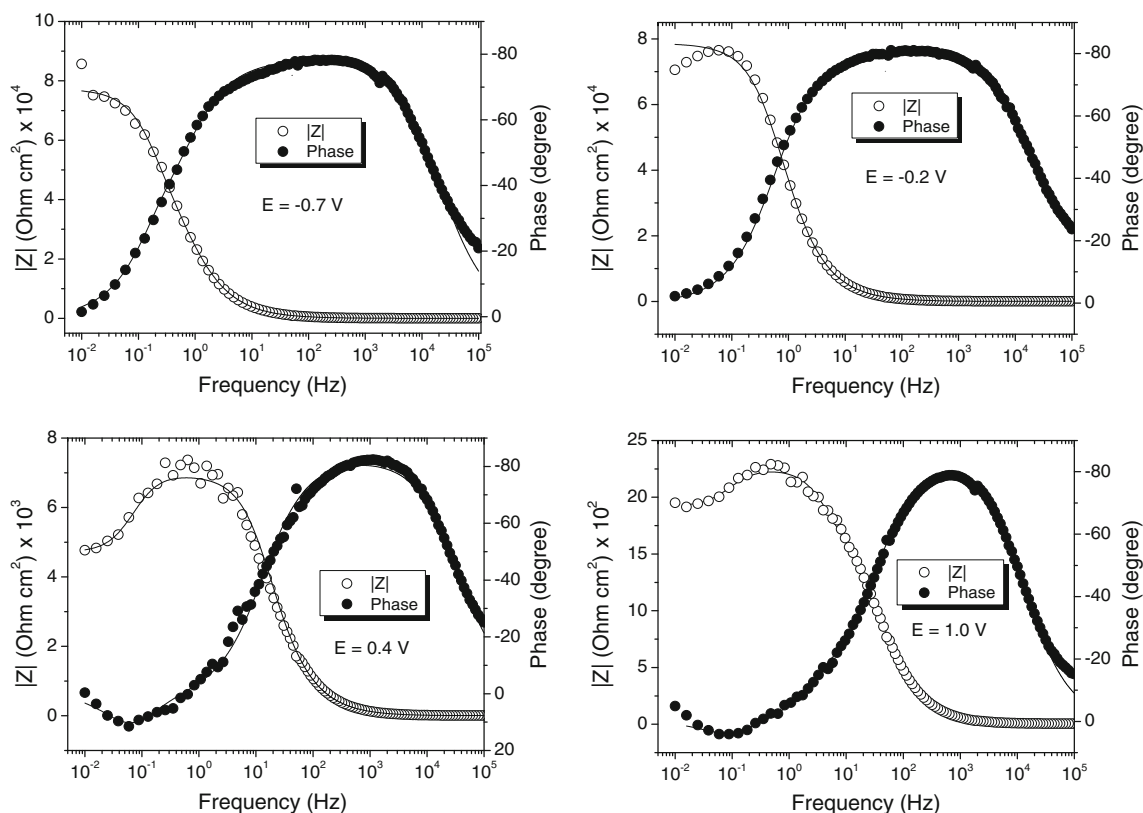 10
8
6
4
2
0
|Z| (Ohm cm²) x 10⁴
-80
-60
-40
-20
0
Phase (degree)
|Z|
Phase
E = -0.7 V
10⁻² 10⁻¹ 10⁰ 10¹ 10² 10³ 10⁴ 10⁵
Frequency (Hz)
8
6
4
2
0
|Z| (Ohm cm²) x 10⁴
-80
-60
-40
-20
0
Phase (degree)
|Z|
Phase
E = -0.2 V
10⁻² 10⁻¹ 10⁰ 10¹ 10² 10³ 10⁴ 10⁵
Frequency (Hz)
8
6
4
2
0
|Z| (Ohm cm²) x 10³
-80
-60
-40
-20
0
20
Phase (degree)
|Z|
Phase
E = 0.4 V
10⁻² 10⁻¹ 10⁰ 10¹ 10² 10³ 10⁴ 10⁵
Frequency (Hz)
25
20
15
10
5
0
|Z| (Ohm cm²) x 10²
-80
-60
-40
-20
0
Phase (degree)
|Z|
Phase
E = 1.0 V
10⁻² 10⁻¹ 10⁰ 10¹ 10² 10³ 10⁴ 10⁵
Frequency (Hz)